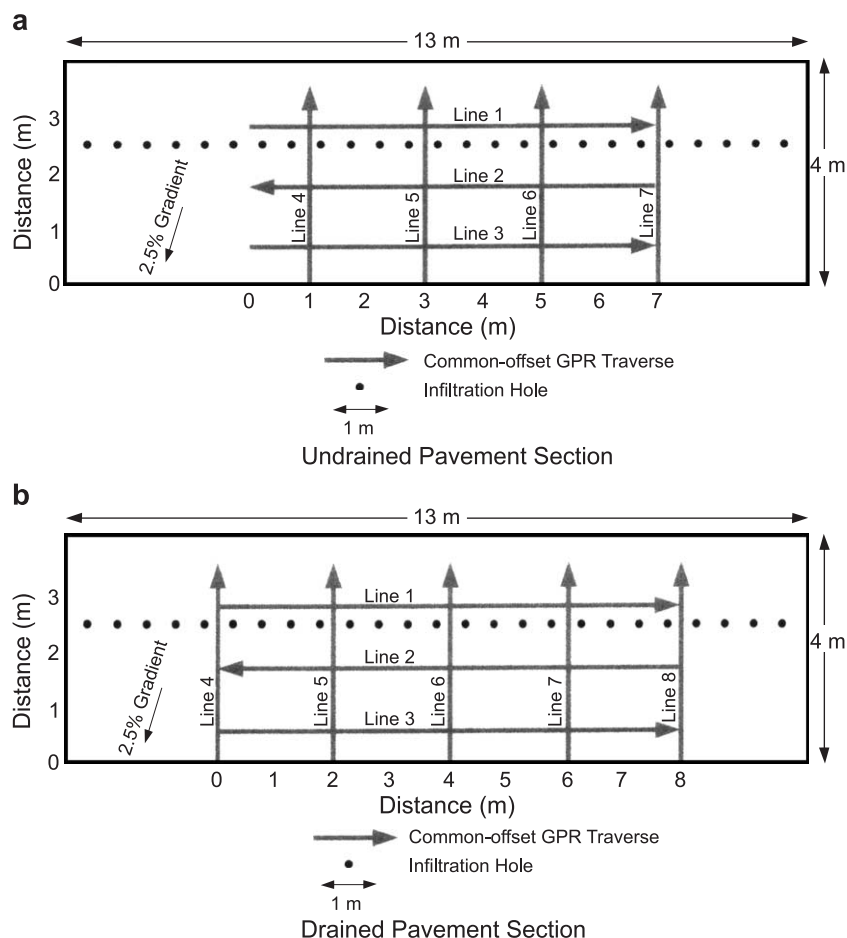 a
13 m
Distance (m)
3
2
1
0
4 m
Line 1
Line 2
Line 3
Line 4
Line 5
Line 6
Line 7
2.5% Gradient
0 1 2 3 4 5 6 7
Distance (m)
Common-offset GPR Traverse
Infiltration Hole
1 m
Undrained Pavement Section
b
13 m
Distance (m)
3
2
1
0
4 m
Line 1
Line 2
Line 3
Line 4
Line 5
Line 6
Line 7
Line 8
2.5% Gradient
0 1 2 3 4 5 6 7 8
Distance (m)
Common-offset GPR Traverse
Infiltration Hole
1 m
Drained Pavement Section